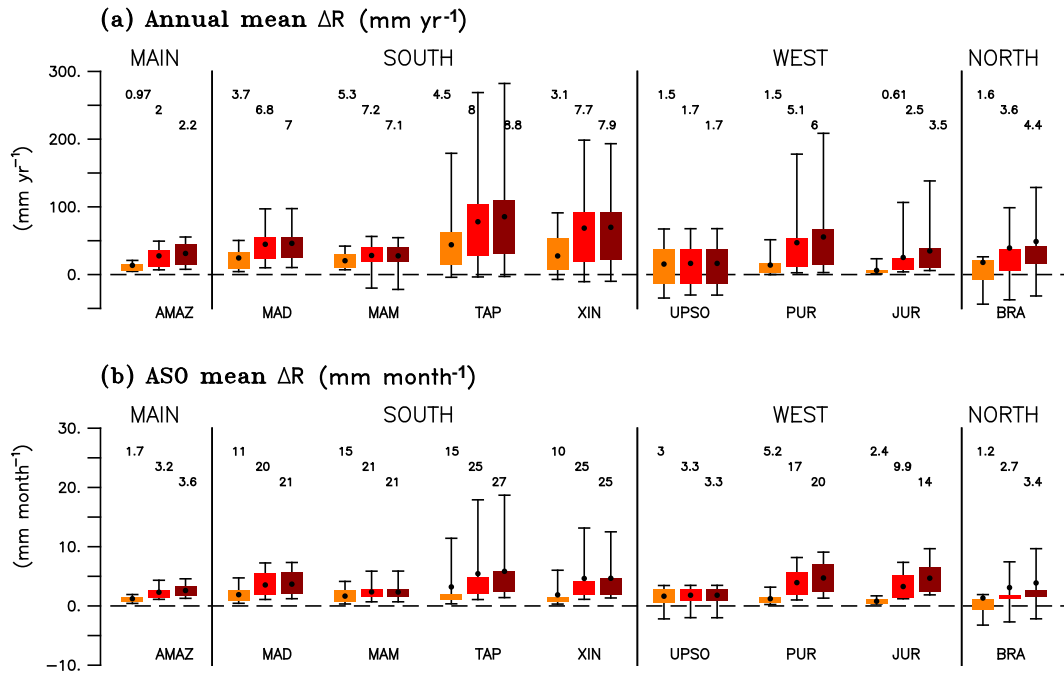 (a) Annual mean ΔR (mm yr⁻¹)
MAIN SOUTH WEST NORTH
300.
200.
100.
0.
(mm yr⁻¹)
0.97 3.7 5.3 4.5 3.1 1.5 1.5 0.61 1.6
2 6.8 7.2 8 7.7 1.7 5.1 2.5 3.6
2.2 7 7.1 8.8 7.9 1.7 6 3.5 4.4
AMAZ MAD MAM TAP XIN UPSO PUR JUR BRA
(b) ASO mean ΔR (mm month⁻¹)
MAIN SOUTH WEST NORTH
30.
20.
10.
0.
−10.
(mm month⁻¹)
1.7 11 15 15 10 3 5.2 2.4 1.2
3.2 20 21 25 25 3.3 17 9.9 2.7
3.6 21 21 27 25 3.3 20 14 3.4
AMAZ MAD MAM TAP XIN UPSO PUR JUR BRA